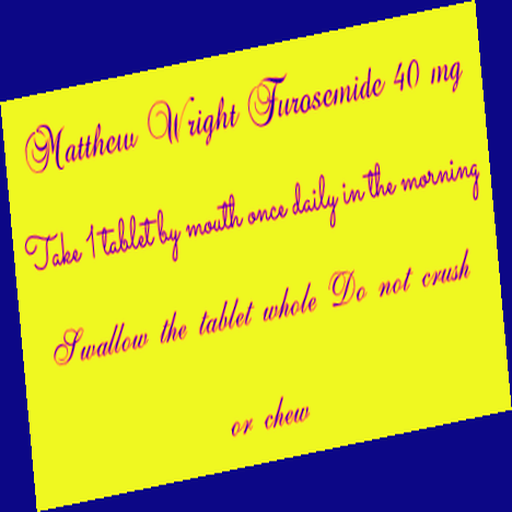 Matthew Wright Furosemide 40 mg
Take 1 tablet by mouth once daily in the morning
Swallow the tablet whole Do not crush
or chew